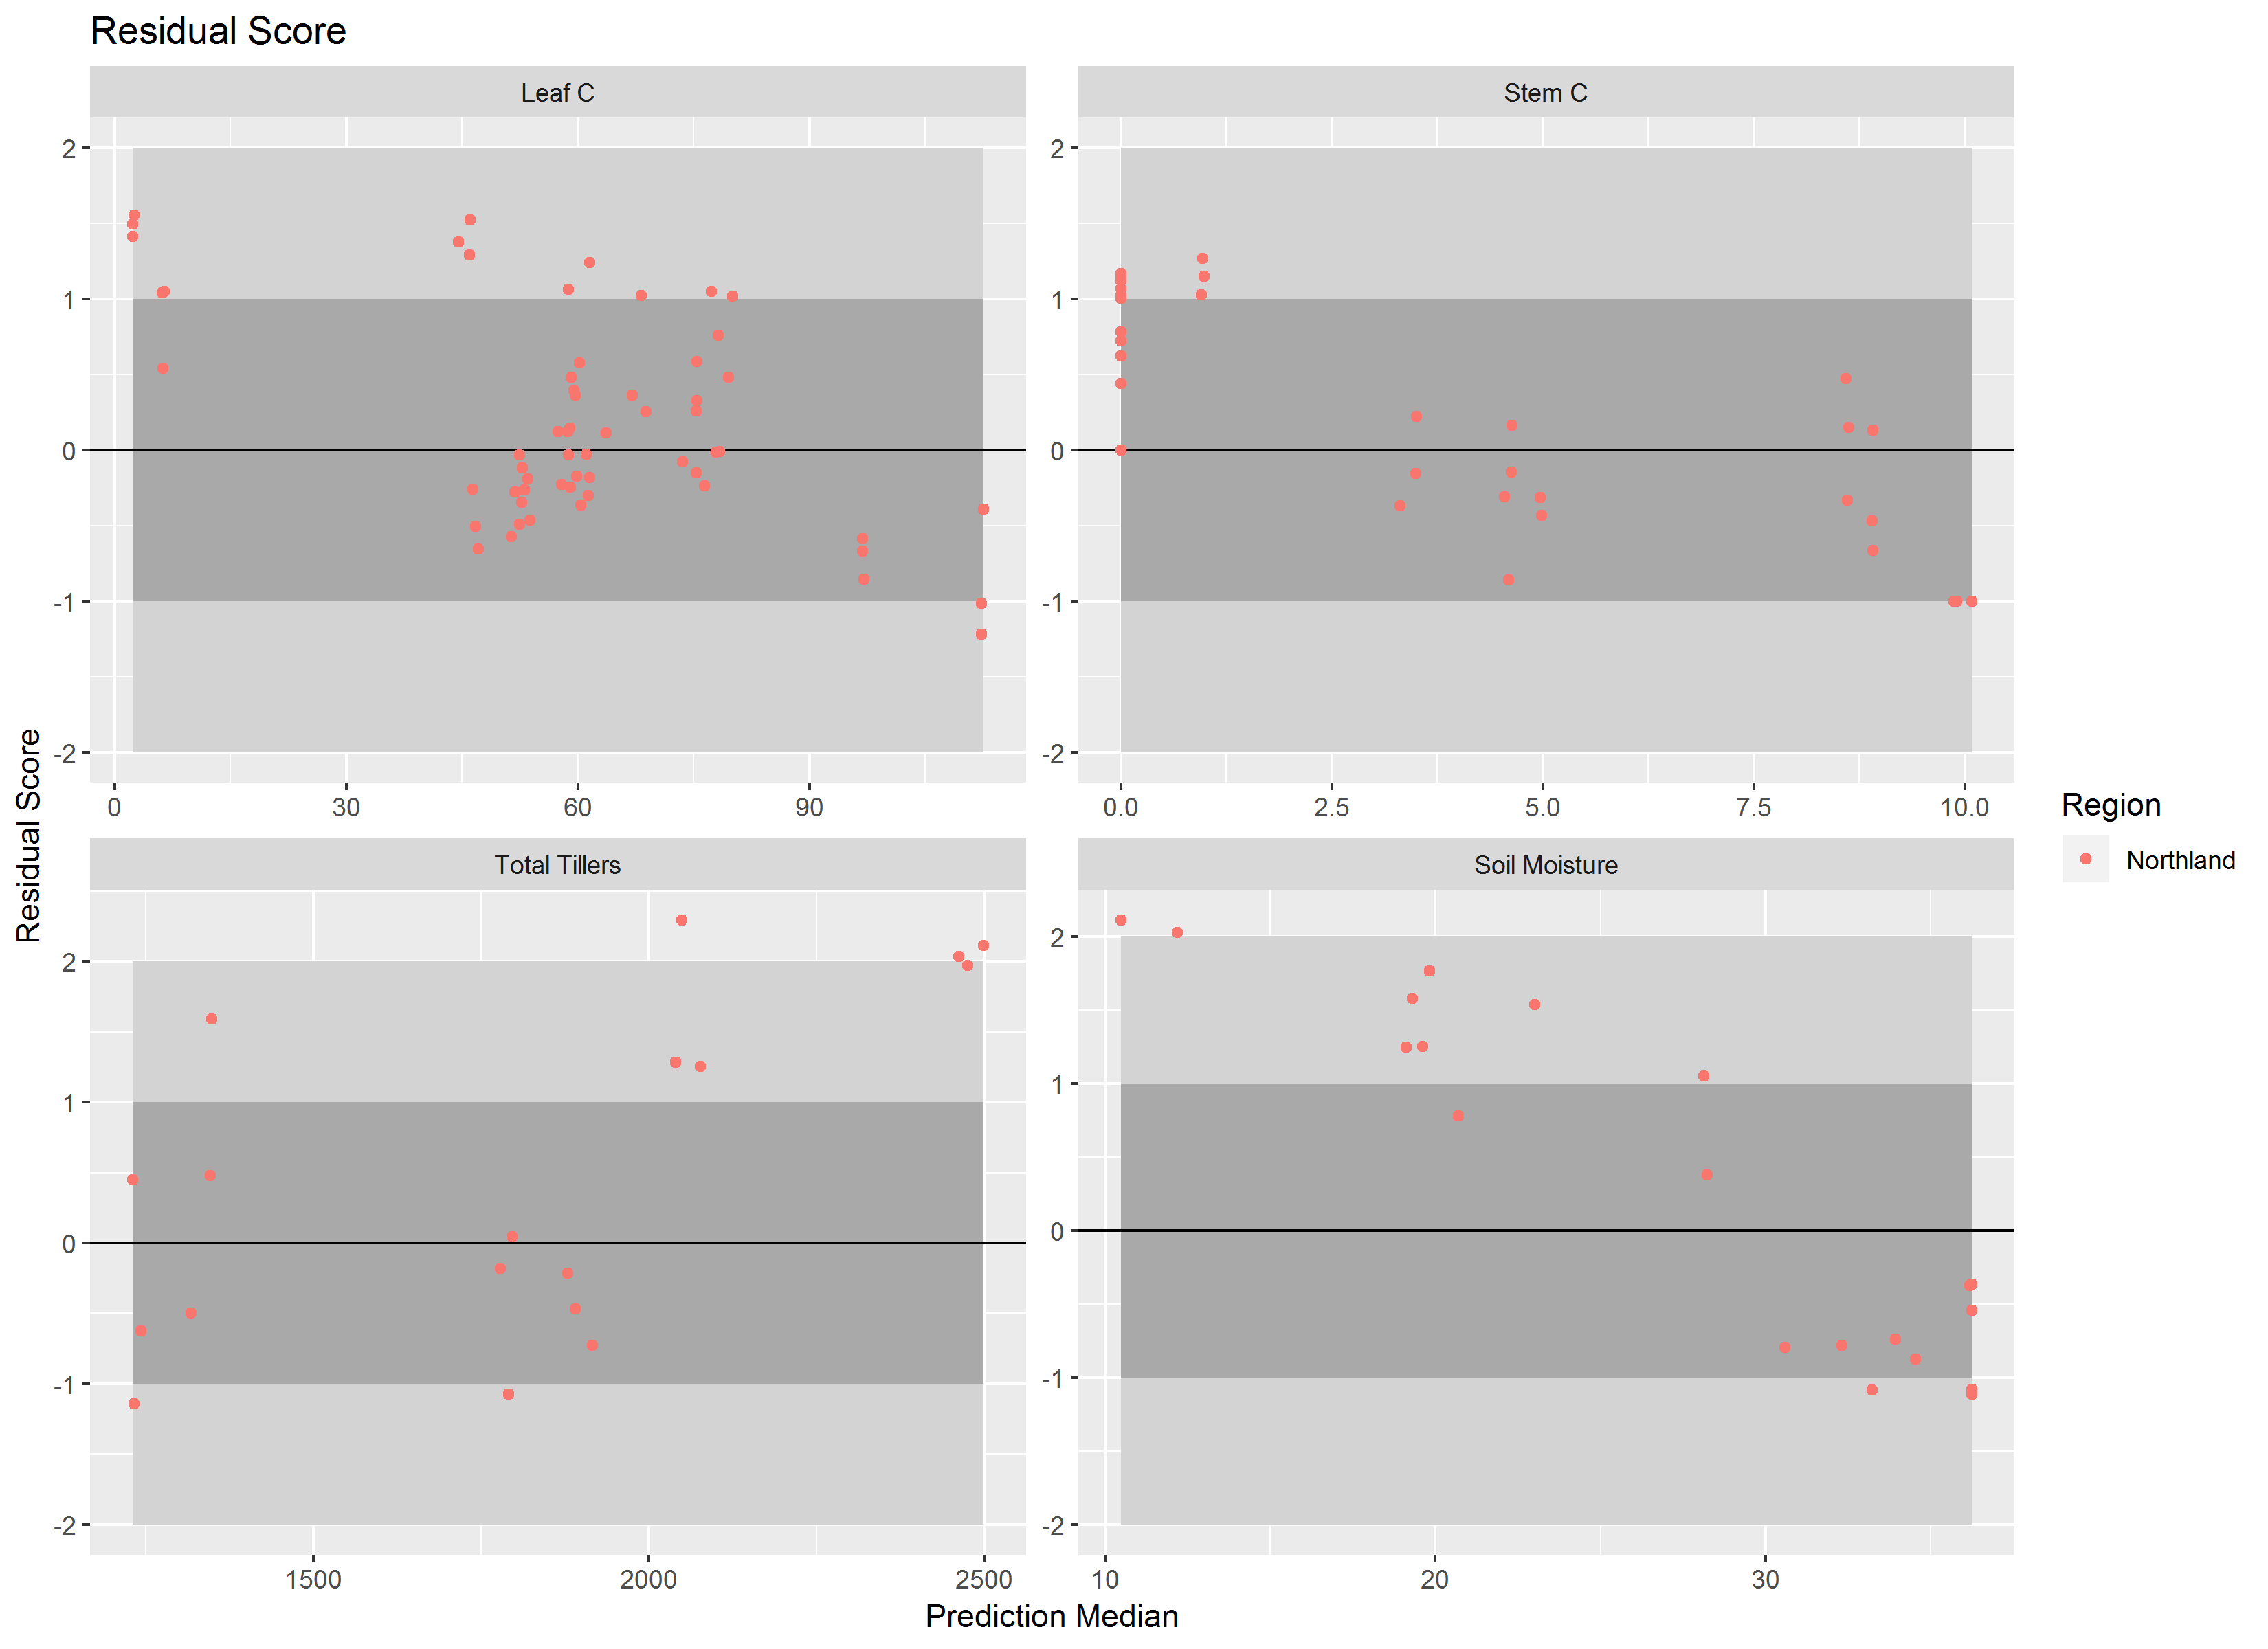 Residual Score
Leaf C
Stem C
2
1
0
-1
-2
2
1
0
-1
-2
0 30 60 90
0.0 2.5 5.0 7.5 10.0
Total Tillers
Soil Moisture
2
1
0
-1
-2
2
1
0
-1
-2
1500 2000 2500
10 20 30
Residual Score
Prediction Median
Region
Northland